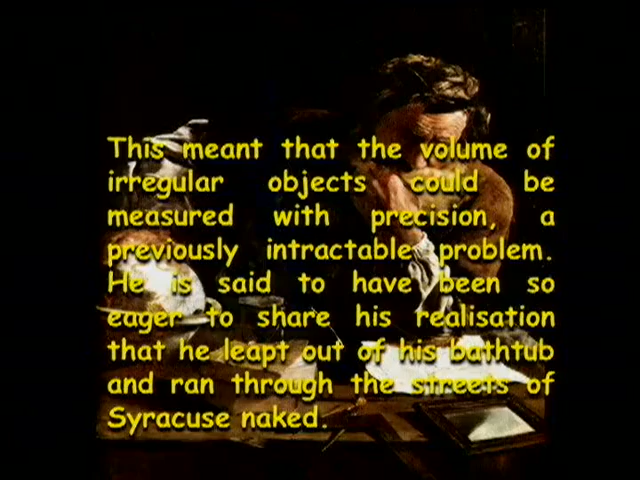 This meant that the volume of
irregular objects could be
measured with precision, a
previously intractable problem.
He is said to have been so
eager to share his realisation
that he leapt out of his bathtub
and ran through the streets of
Syracuse naked.